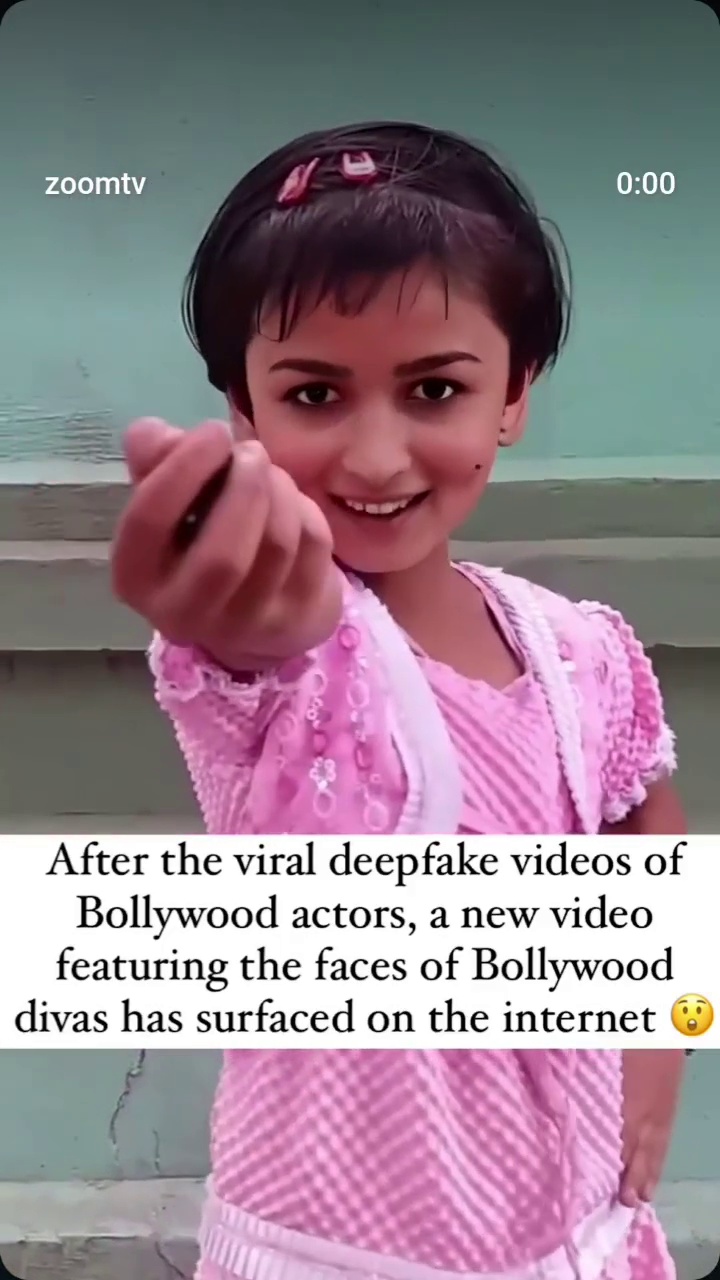 zoomtv
0:00
After the viral deepfake videos of
Bollywood actors, a new video
featuring the faces of Bollywood
divas has surfaced on the internet 😲